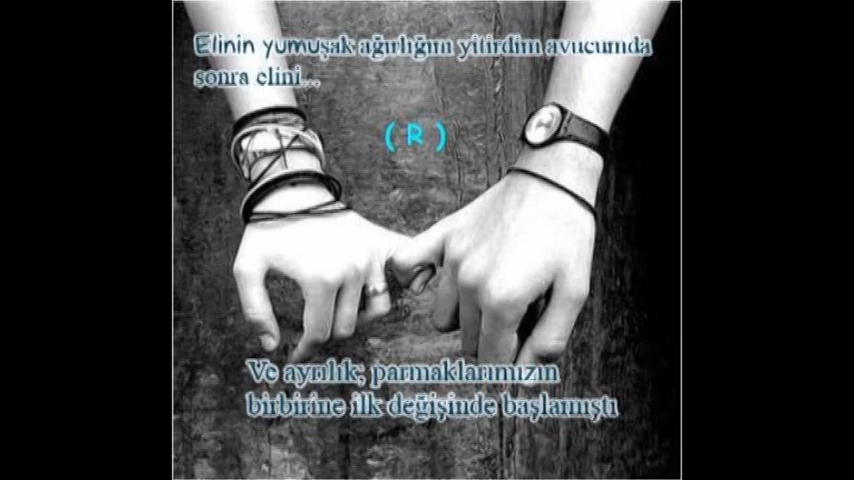 Elinin yumuşak ağırlığını yitirdim avucumda
sonra elini...
( R )
Ve ayrılık, parmaklarımızın
birbirine ilk değişinde başlamıştı